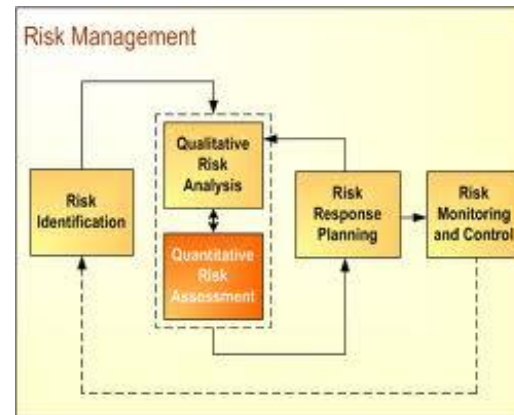 Risk Management
Qualitative
Risk
Analysis
Risk
Identification
Quantitative
Risk
Assessment
Risk
Response
Planning
Risk
Monitoring
and Control